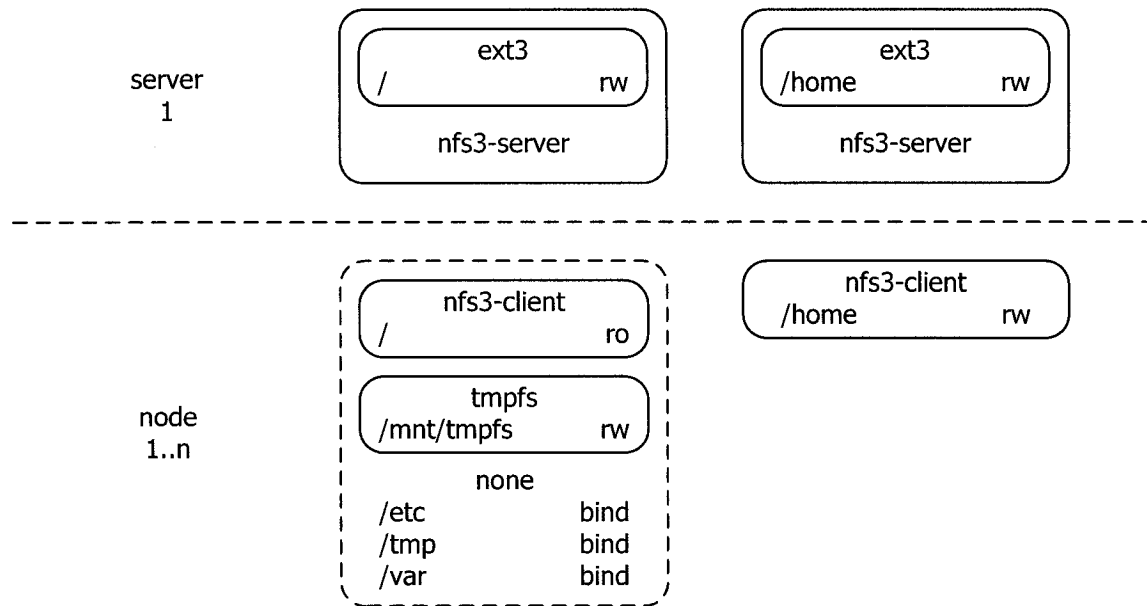 server
1
ext3
/ rw
nfs3-server
ext3
/home rw
nfs3-server
node
1..n
nfs3-client
/ ro
tmpfs
/mnt/tmpfs rw
none
/etc bind
/tmp bind
/var bind
nfs3-client
/home rw